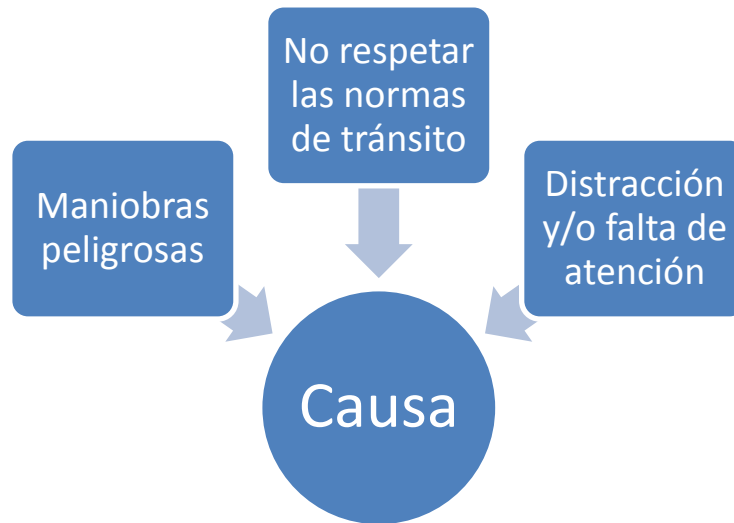 No respetar
las normas
de tránsito
Maniobras
peligrosas
Distracción
y/o falta de
atención
Causa